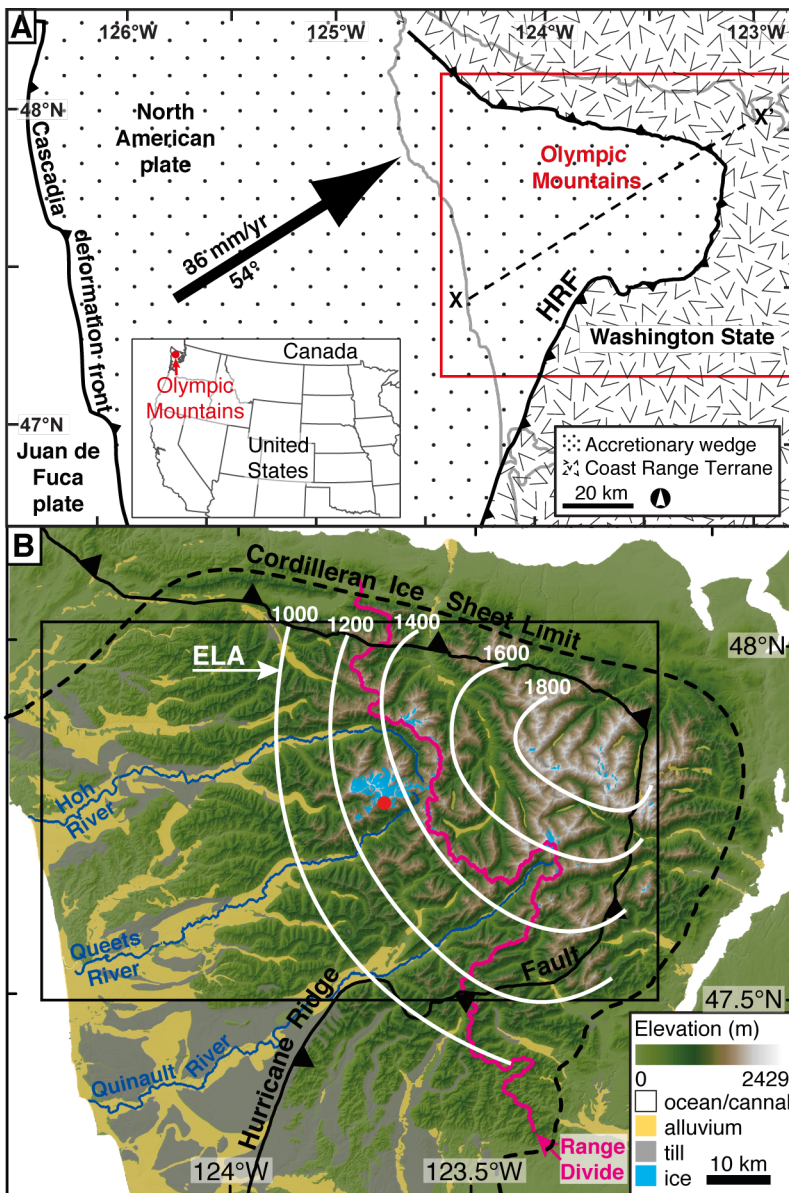 A
126°W
125°W
124°W
123°W
48°N
47°N
North
American
plate
Cascadia deformation front
36 mm/yr
54°
Olympic
Mountains
X'
X
HRF
Washington State
Juan de
Fuca
plate
Canada
Olympic
Mountains
United
States
Accretionary wedge
Coast Range Terrane
20 km
B
Cordilleran Ice Sheet Limit
1000
1200
1400
1600
1800
ELA
48°N
Hoh
River
Queets
River
Quinault River
Hurricane Ridge
Fault
47.5°N
Range
Divide
124°W
123.5°W
Elevation (m)
0
2429
ocean/cannal
alluvium
till
ice
10 km